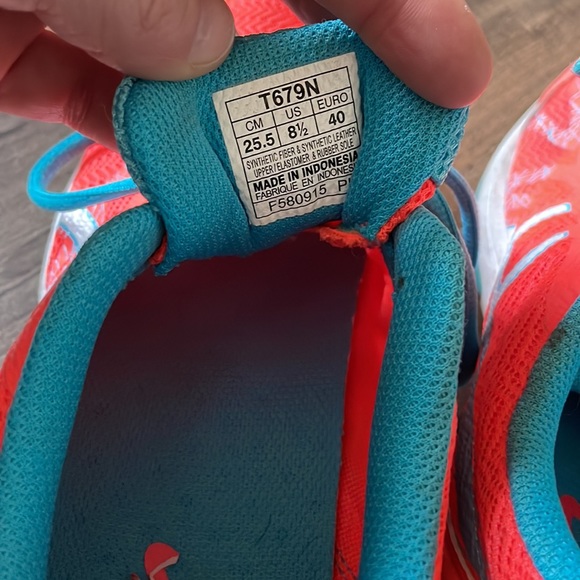 T679N
CM US EURO
25.5 8½ 40
SYNTHETIC FIBER & SYNTHETIC LEATHER
UPPER/ELASTOMER & RUBBER SOLE
MADE IN INDONESIA
FABRIQUE EN INDONES
F580915 P